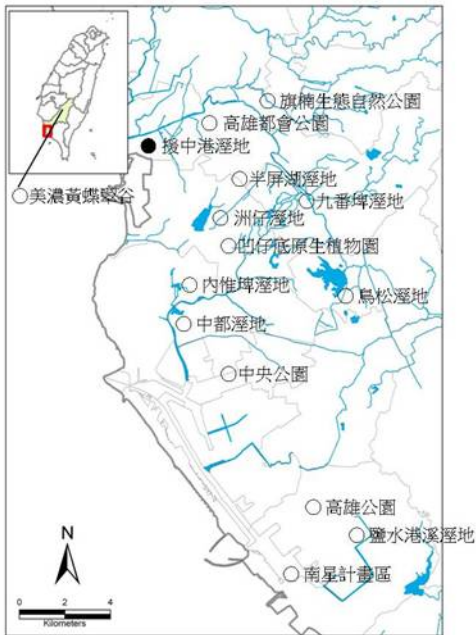 旗楠生態自然公園
高雄都會公園
援中港溼地
半屏湖溼地
美濃黃蝶翠谷
九番埤溼地
洲仔溼地
凹仔底原生植物園
內惟埤溼地
鳥松溼地
中都溼地
中央公園
高雄公園
鹽水港溪溼地
N
南星計畫區
0 2 4
Kilometers